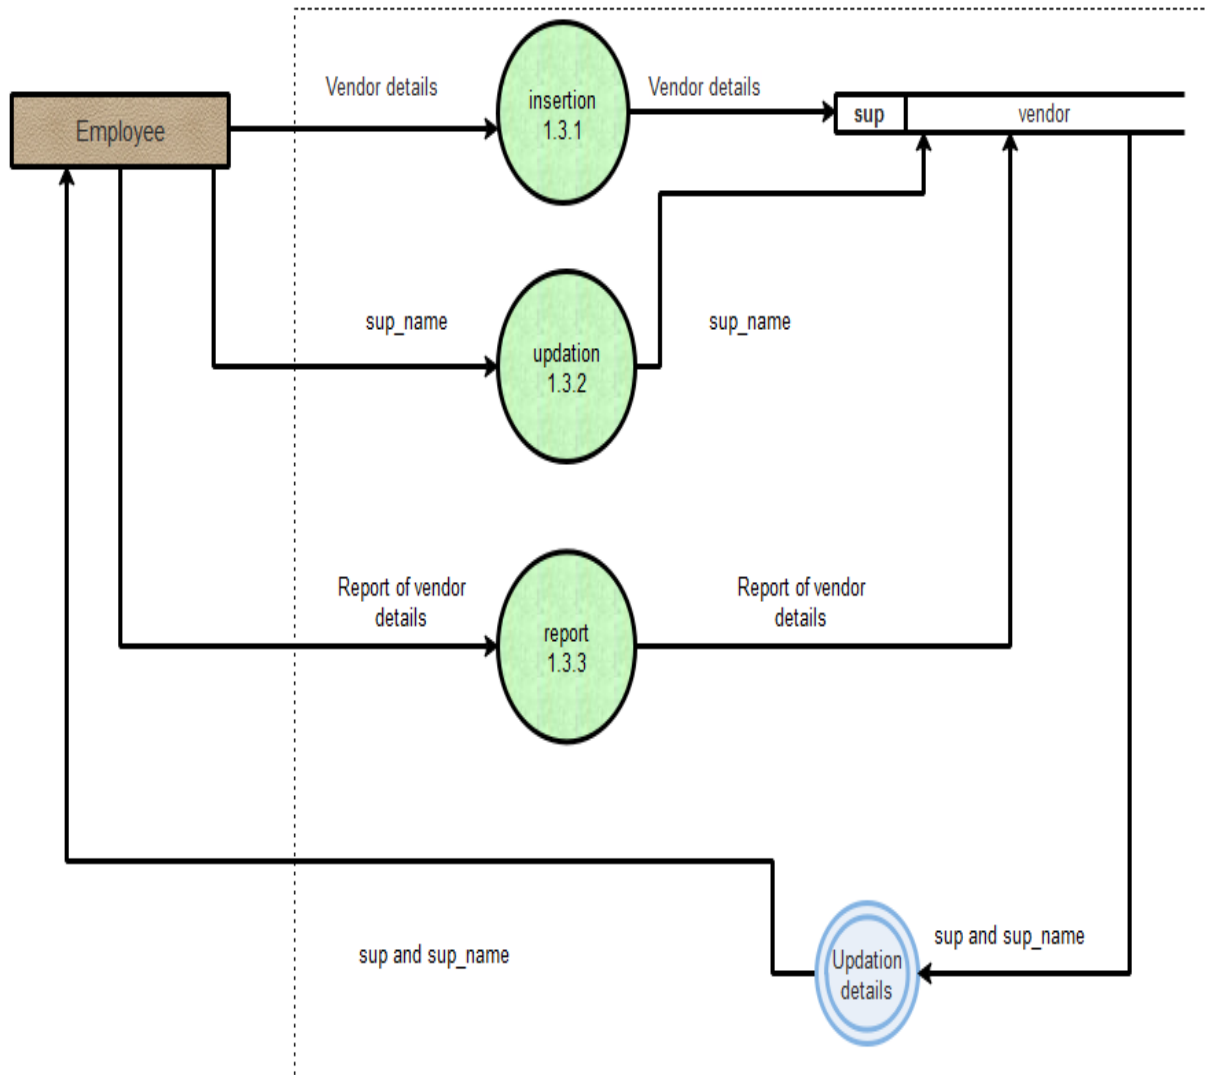 Vendor details
insertion
1.3.1
Vendor details
Employee
sup
vendor
sup_name
updation
1.3.2
sup_name
Report of vendor
details
report
1.3.3
Report of vendor
details
sup and sup_name
Updation
details
sup and sup_name